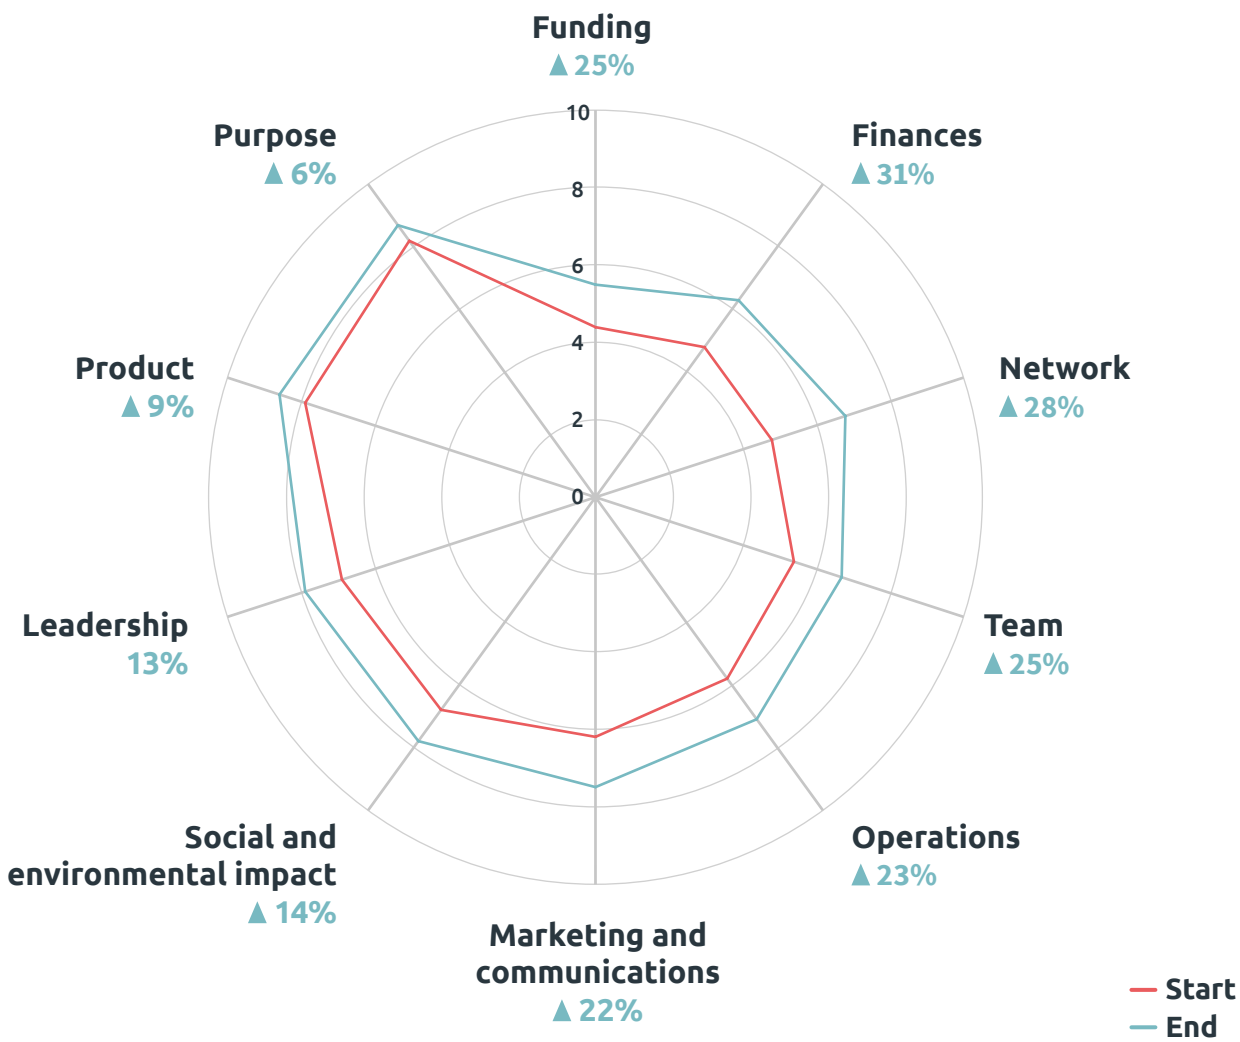 Funding
▲ 25%
Finances
▲ 31%
Network
▲ 28%
Team
▲ 25%
Operations
▲ 23%
Marketing and
communications
▲ 22%
Social and
environmental impact
▲ 14%
Leadership
13%
Product
▲ 9%
Purpose
▲ 6%
10
8
6
4
2
0
Start
End